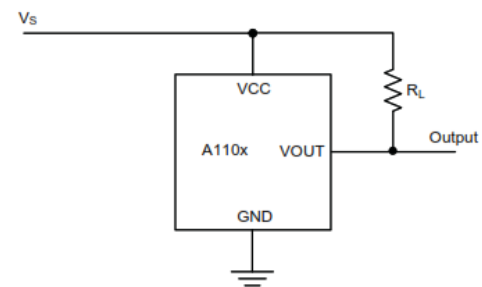 Vs
VCC
RL
A110x
VOUT
Output
GND